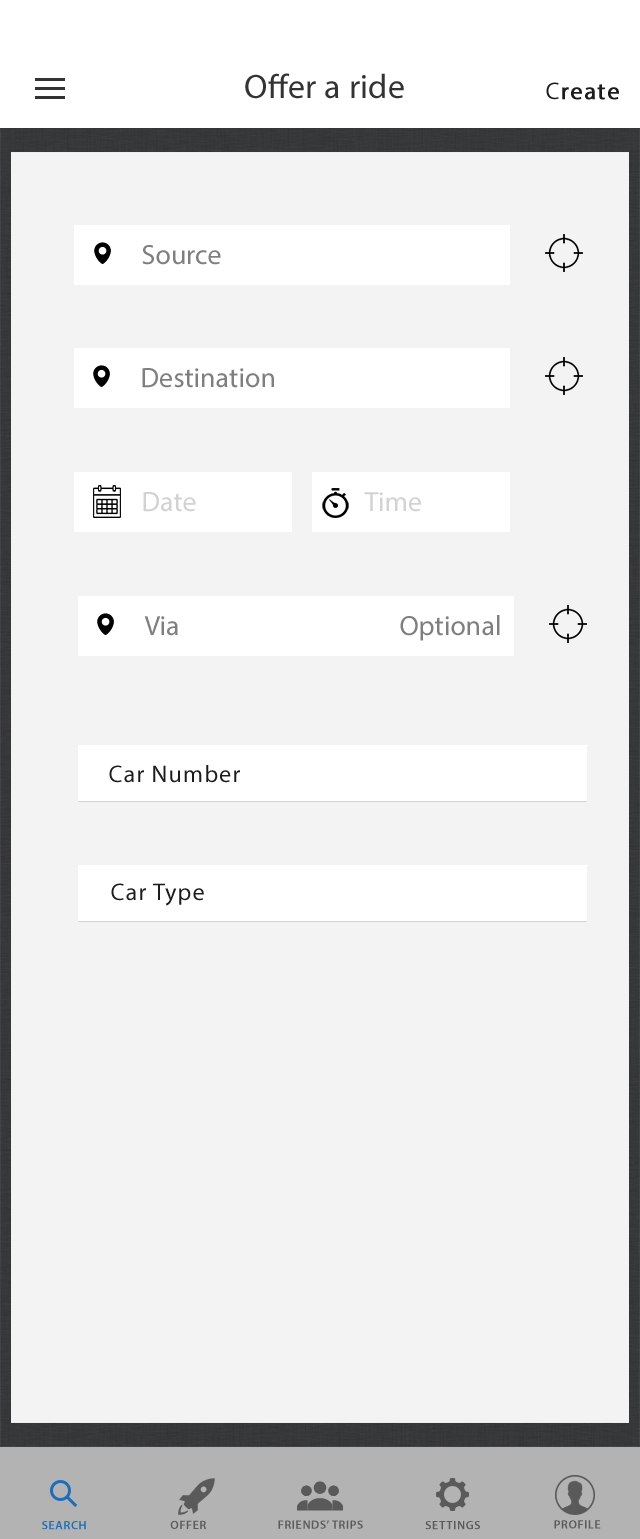 Offer a ride
Create
Source
Destination
Date Time
Via Optional
Car Number
Car Type
SEARCH OFFER FRIENDS' TRIPS SETTINGS PROFILE